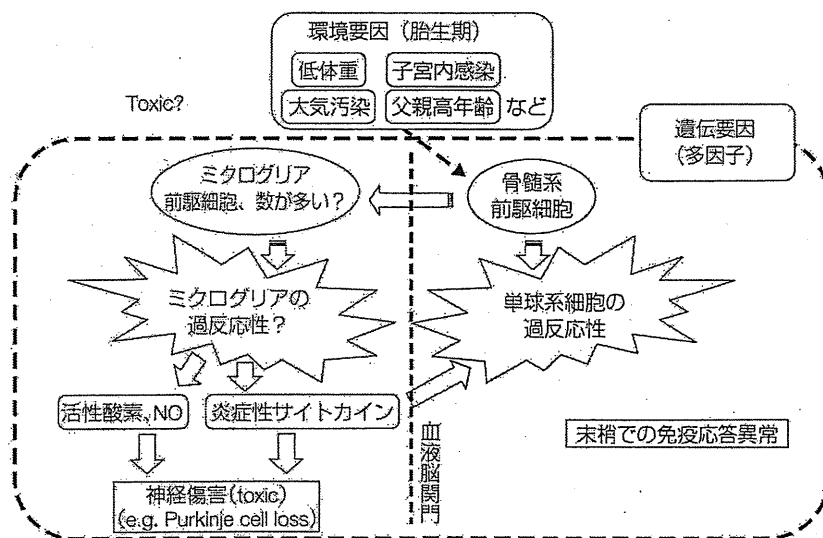 環境要因（胎生期）
低体重
子宮内感染
大気汚染
父親高年齢
など
Toxic?
遺伝要因
(多因子)
ミタログリア
前駆細胞、数が多い？
骨髄系
前駆細胞
ミクログリアの
過反応性？
単球系細胞の
過反応性
活性酸素、NO
炎症性サイトカイン
血液脳関門
末梢での免疫応答異常
神経傷害(toxic)
(e.g. Purkinje cell loss)